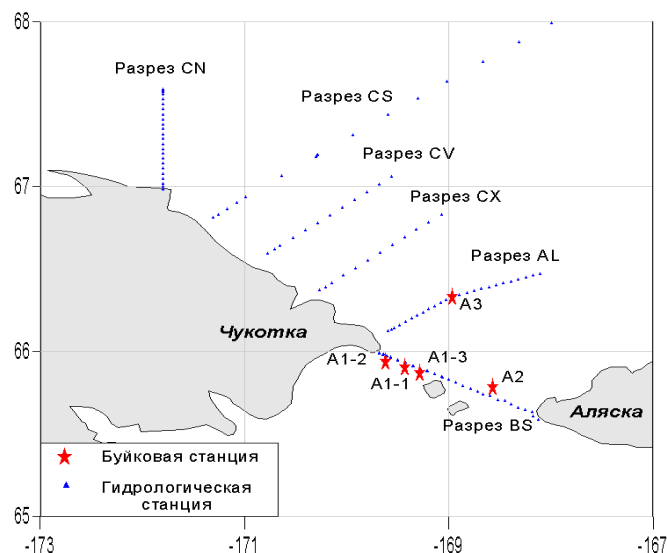 68
Разрез CN
Разрез CS
Разрез CV
67
Разрез CX
Разрез AL
A3
Чукотка
66
A1-2
A1-3
A1-1
A2
Аляска
Разрез BS
Буйковая станция
Гидрологическая
станция
65
-173
-171
-169
-167